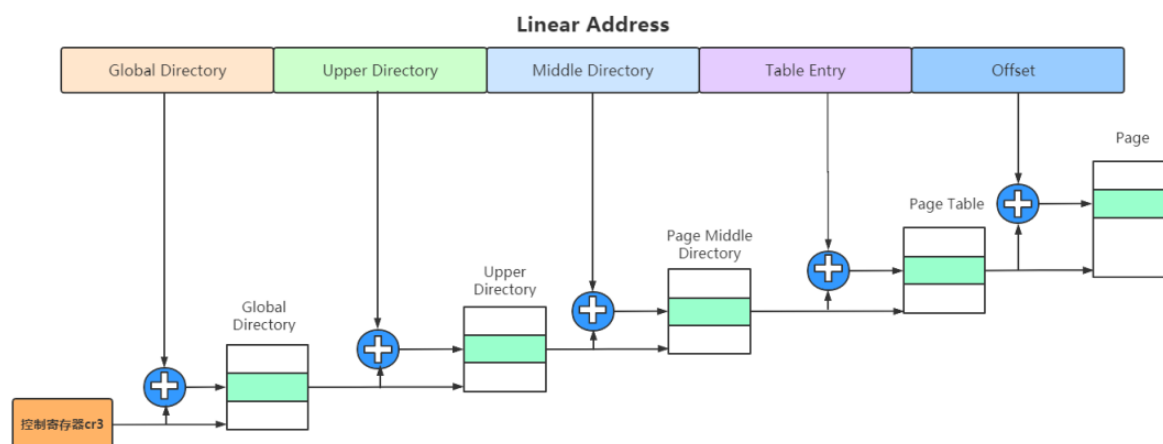 Linear Address
Global Directory
Upper Directory
Middle Directory
Table Entry
Offset
Page
Page Table
Page Middle
Directory
Upper
Directory
Global
Directory
控制寄存器cr3